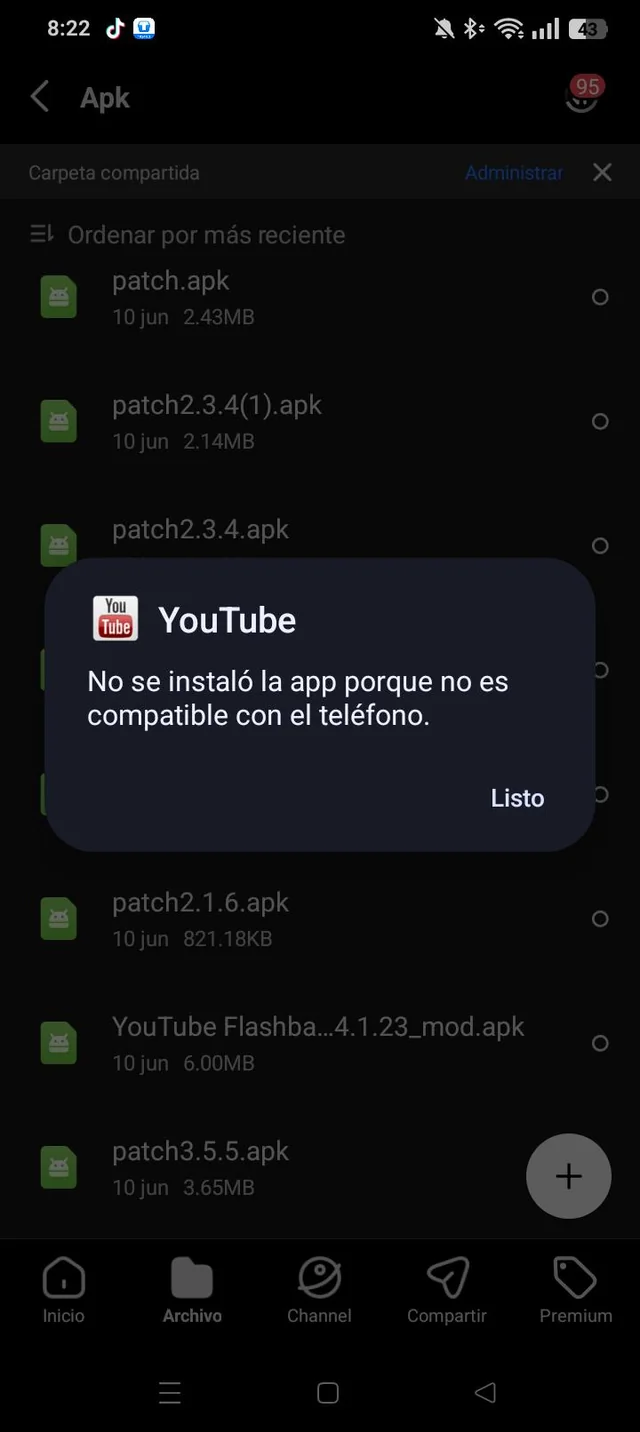 8:22
43
Apk
95
Carpeta compartida
Administrar
Ordenar por más reciente
patch.apk
10 jun 2.43MB
patch2.3.4(1).apk
10 jun 2.14MB
patch2.3.4.apk
You
Tube
YouTube
No se instaló la app porque no es
compatible con el teléfono.
Listo
patch2.1.6.apk
10 jun 821.18KB
YouTube Flashba...4.1.23_mod.apk
10 jun 6.00MB
patch3.5.5.apk
10 jun 3.65MB
Inicio
Archivo
Channel
Compartir
Premium